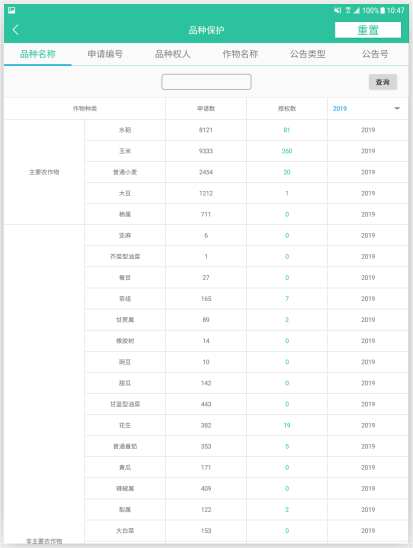 100% 10:47
品种保护
重置
品种名称 申请编号 品种权人 作物名称 公告类型 公告号
查询
作物种类 申请数 授权数 2019
水稻 8121 81 2019
玉米 9333 260 2019
普通小麦 2454 20 2019
主要农作物
大豆 1212 1 2019
棉属 711 0 2019
亚麻 6 0 2019
芥菜型油菜 1 0 2019
蚕豆 27 0 2019
茶组 165 7 2019
甘蔗属 89 2 2019
橡胶树 14 0 2019
豌豆 10 0 2019
甜瓜 142 0 2019
甘蓝型油菜 443 0 2019
花生 382 19 2019
普通番茄 353 5 2019
黄瓜 171 0 2019
辣椒属 409 0 2019
梨属 122 2 2019
大白菜 153 0 2019
非主要农作物